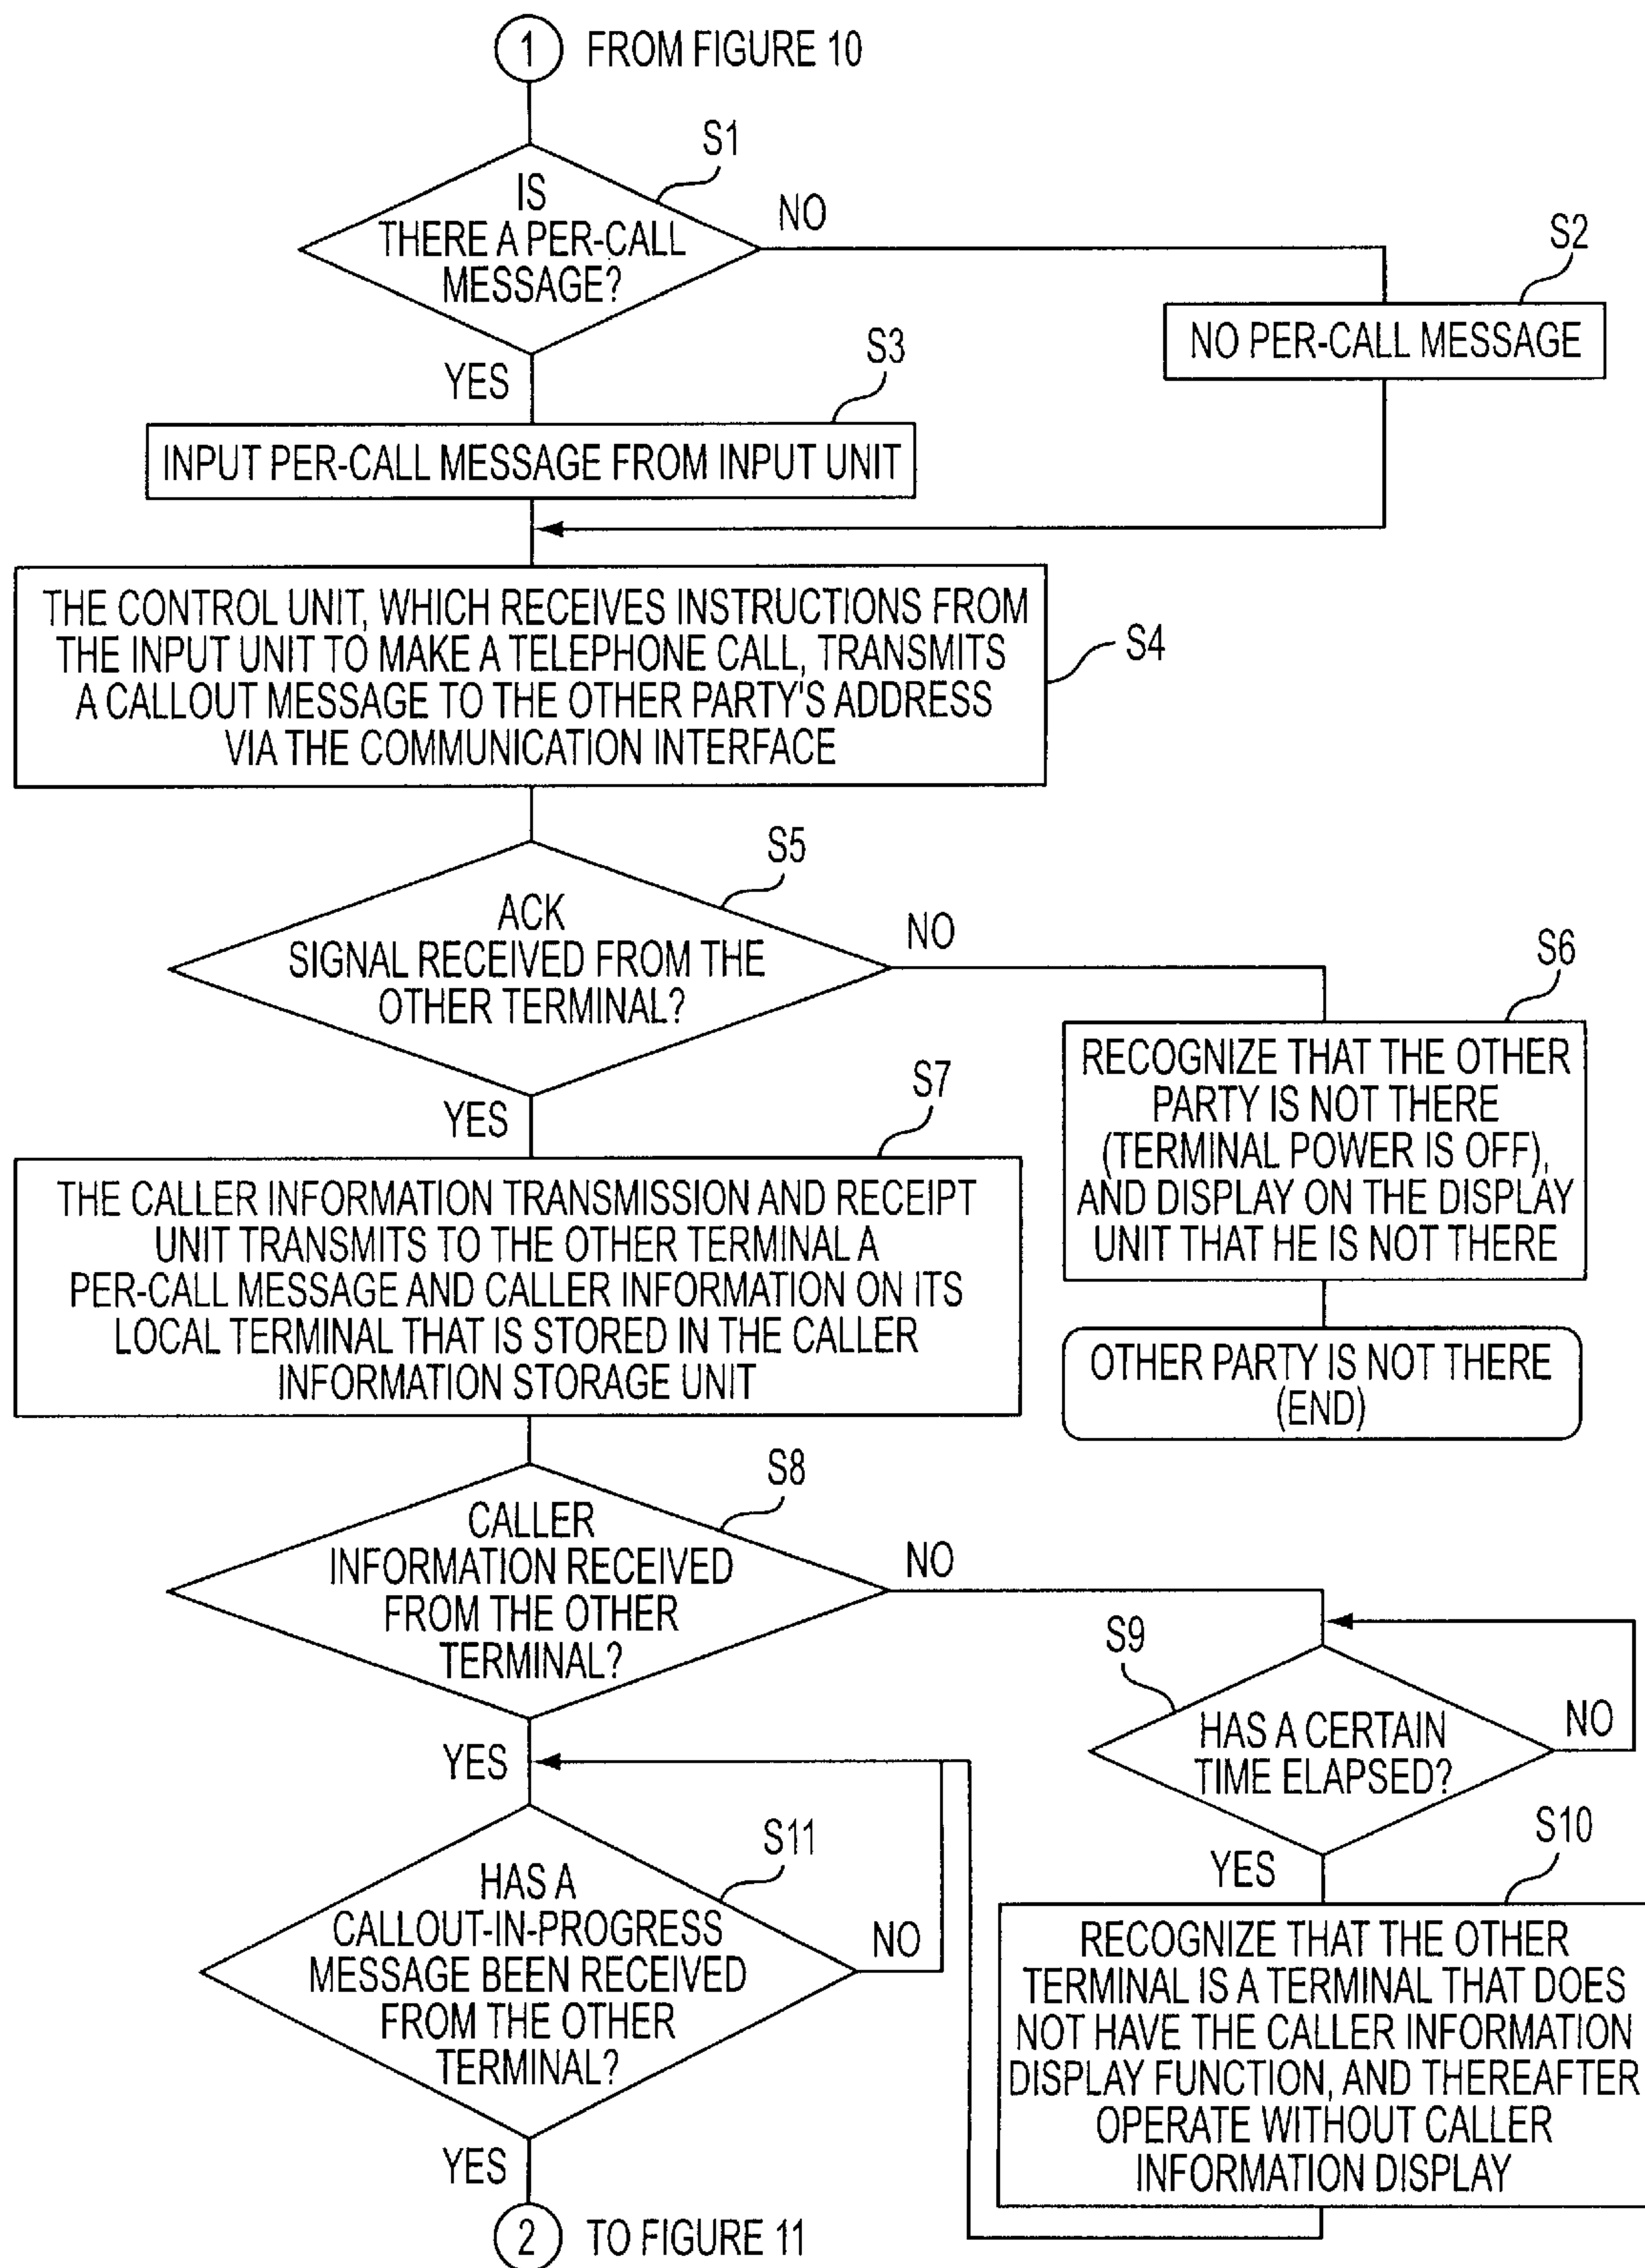 1 FROM FIGURE 10
S1
IS
THERE A PER-CALL
MESSAGE?
NO
S2
NO PER-CALL MESSAGE
YES
S3
INPUT PER-CALL MESSAGE FROM INPUT UNIT
THE CONTROL UNIT, WHICH RECEIVES INSTRUCTIONS FROM
THE INPUT UNIT TO MAKE A TELEPHONE CALL, TRANSMITS
A CALLOUT MESSAGE TO THE OTHER PARTY'S ADDRESS
VIA THE COMMUNICATION INTERFACE
S4
S5
ACK
SIGNAL RECEIVED FROM THE
OTHER TERMINAL?
NO
S6
RECOGNIZE THAT THE OTHER
PARTY IS NOT THERE
(TERMINAL POWER IS OFF),
AND DISPLAY ON THE DISPLAY
UNIT THAT HE IS NOT THERE
OTHER PARTY IS NOT THERE
(END)
YES
S7
THE CALLER INFORMATION TRANSMISSION AND RECEIPT
UNIT TRANSMITS TO THE OTHER TERMINAL A
PER-CALL MESSAGE AND CALLER INFORMATION ON ITS
LOCAL TERMINAL THAT IS STORED IN THE CALLER
INFORMATION STORAGE UNIT
S8
CALLER
INFORMATION RECEIVED
FROM THE OTHER
TERMINAL?
NO
S9
HAS A CERTAIN
TIME ELAPSED?
NO
YES
S10
RECOGNIZE THAT THE OTHER
TERMINAL IS A TERMINAL THAT DOES
NOT HAVE THE CALLER INFORMATION
DISPLAY FUNCTION, AND THEREAFTER
OPERATE WITHOUT CALLER
INFORMATION DISPLAY
YES
S11
HAS A
CALLOUT-IN-PROGRESS
MESSAGE BEEN RECEIVED
FROM THE OTHER
TERMINAL?
NO
YES
2 TO FIGURE 11